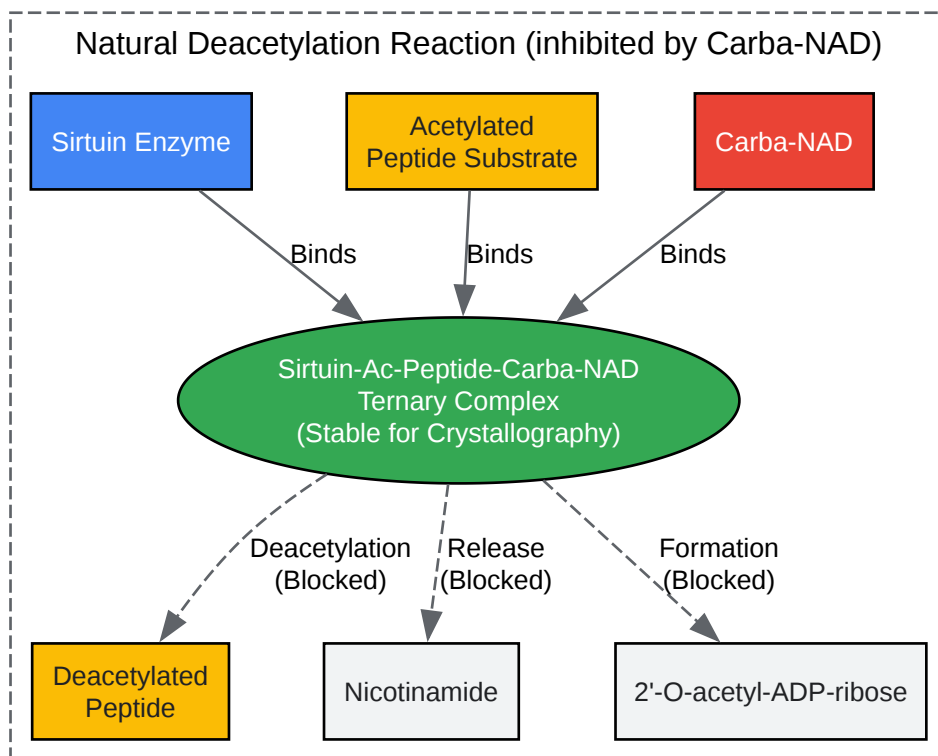 Natural Deacetylation Reaction (inhibited by Carba-NAD)
Sirtuin Enzyme
Acetylated
Peptide Substrate
Carba-NAD
Binds
Binds
Binds
Sirtuin-Ac-Peptide-Carba-NAD
Ternary Complex
(Stable for Crystallography)
Deacetylation
(Blocked)
Release
(Blocked)
Formation
(Blocked)
Deacetylated
Peptide
Nicotinamide
2'-O-acetyl-ADP-ribose